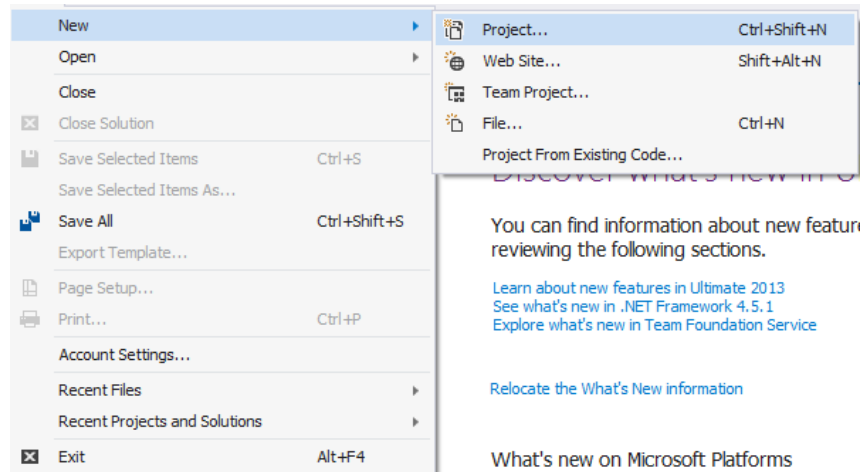 New
Open
Close
Close Solution
Save Selected Items Ctrl+S
Save Selected Items As...
Save All Ctrl+Shift+S
Export Template...
Page Setup...
Print... Ctrl+P
Account Settings...
Recent Files
Recent Projects and Solutions
Exit Alt+F4
Project... Ctrl+Shift+N
Web Site... Shift+Alt+N
Team Project...
File... Ctrl+N
Project From Existing Code...
Discover what's new in U
You can find information about new feature
reviewing the following sections.
Learn about new features in Ultimate 2013
See what's new in .NET Framework 4.5.1
Explore what's new in Team Foundation Service
Relocate the What's New information
What's new on Microsoft Platforms